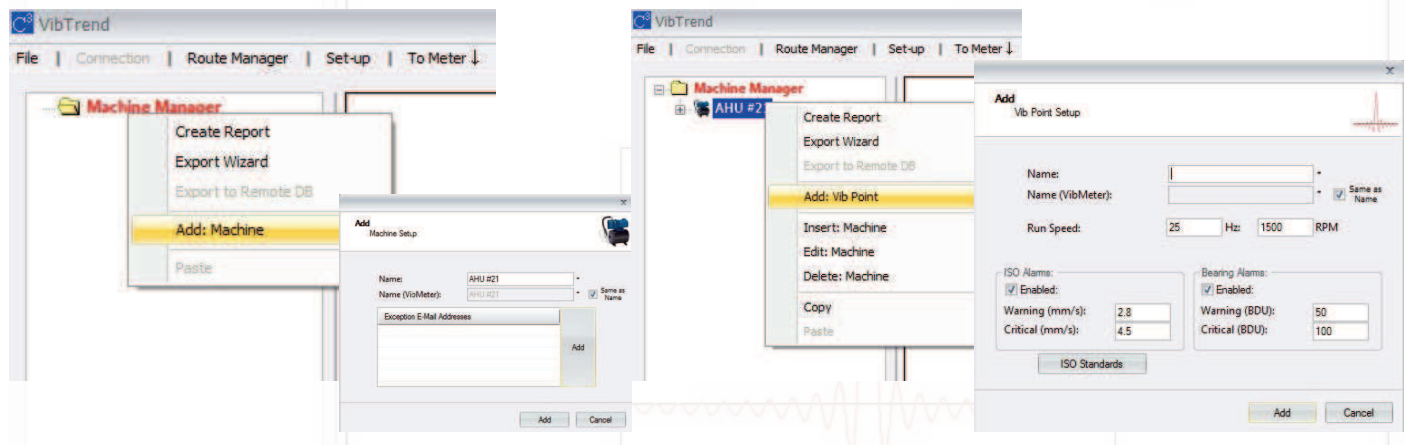 C3 VibTrend
File | Connection | Route Manager | Set-up | To Meter ↓
Machine Manager
Create Report
Export Wizard
Export to Remote DB
Add: Machine
Paste
x
Add
Machine Setup
Name: AHU #21 *
Name (VibMeter): AHU #21 * Same as Name
Exception E-Mail Addresses
Add
Add Cancel
C3 VibTrend
File | Connection | Route Manager | Set-up | To Meter ↓
Machine Manager
AHU #21
Create Report
Export Wizard
Export to Remote DB
Add: Vib Point
Insert: Machine
Edit: Machine
Delete: Machine
Copy
Paste
x
Add
Vib Point Setup
Name: *
Name (VibMeter): * Same as Name
Run Speed: 25 Hz: 1500 RPM
ISO Alarms:
Enabled:
Warning (mm/s): 2.8
Critical (mm/s): 4.5
ISO Standards
Bearing Alarms:
Enabled:
Warning (BDU): 50
Critical (BDU): 100
Add Cancel